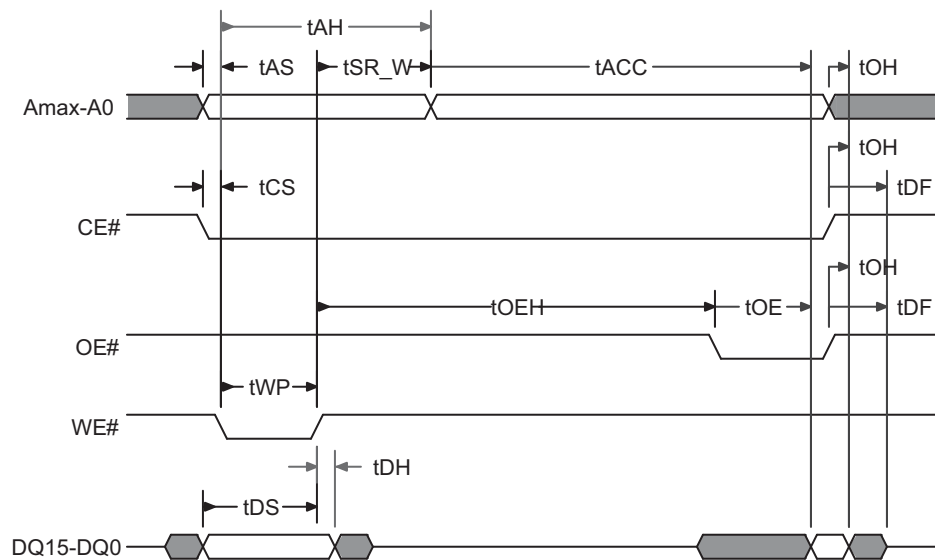 tAH
tAS tSR_W tACC tOH
Amax-A0
tOH
tCS tDF
CE#
tOH
tOEH tOE tDF
OE#
tWP
WE#
tDH
tDS
DQ15-DQ0